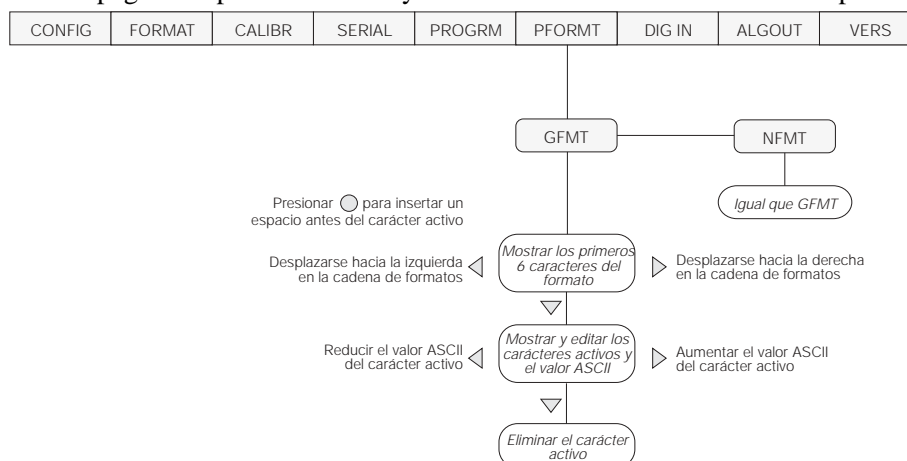 CONFIG FORMAT CALIBR SERIAL PROGRM PFORMT DIG IN ALGOUT VERS
GFMT NFMT
Presionar para insertar un
espacio antes del carácter activo
Igual que GFMT
Desplazarse hacia la izquierda
en la cadena de formatos
Mostrar los primeros
6 caracteres del
formato
Desplazarse hacia la derecha
en la cadena de formatos
Reducir el valor ASCII
del carácter activo
Mostrar y editar los
carácteres activos y
el valor ASCII
Aumentar el valor ASCII
del carácter activo
Eliminar el carácter
activo